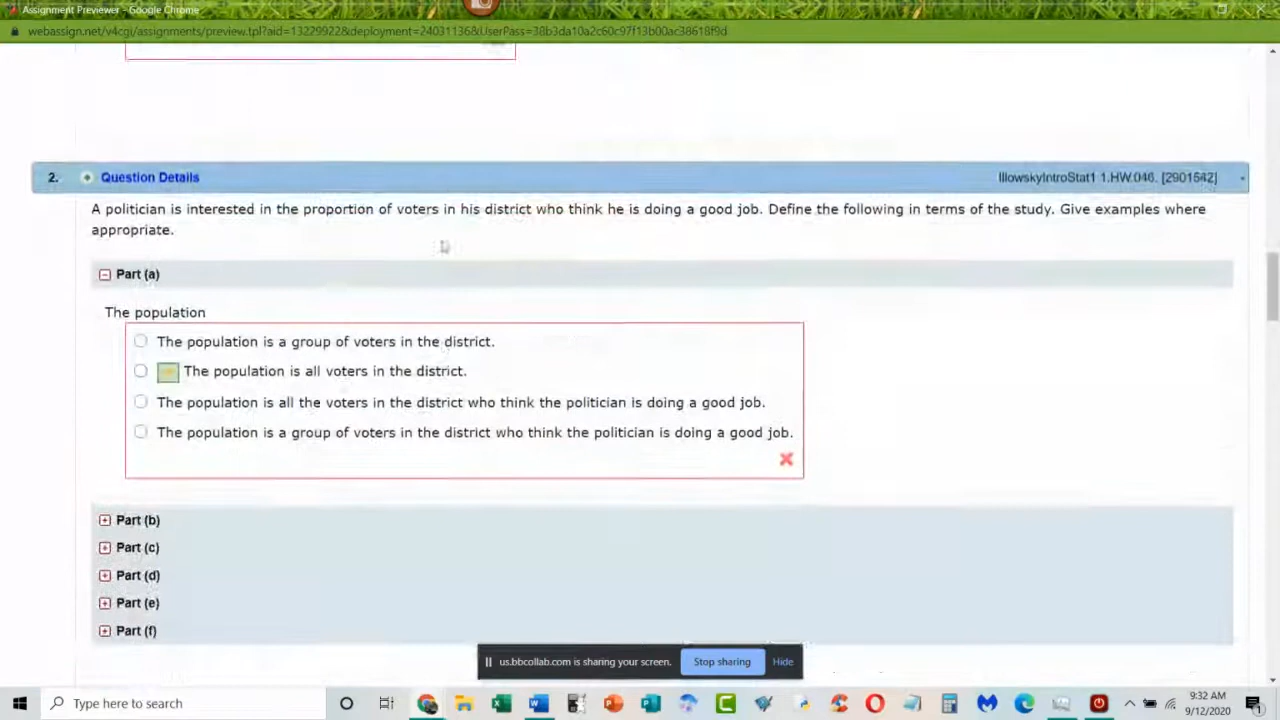 Assignment Previewer - Google Chrome
webassign.net/v4cgi/assignments/preview.tpl?aid=13229922&deployment=24031136&UserPass=38b3da10a2c60c97f13b00ac38618f9d
2. Question Details IllowskyIntroStat1 1.HW.046. [2901542]
A politician is interested in the proportion of voters in his district who think he is doing a good job. Define the following in terms of the study. Give examples where
appropriate.
Part (a)
The population
The population is a group of voters in the district.
The population is all voters in the district.
The population is all the voters in the district who think the politician is doing a good job.
The population is a group of voters in the district who think the politician is doing a good job.
Part (b)
Part (c)
Part (d)
Part (e)
Part (f)
us.bbcollab.com is sharing your screen. Stop sharing Hide
Type here to search
9:32 AM
9/12/2020